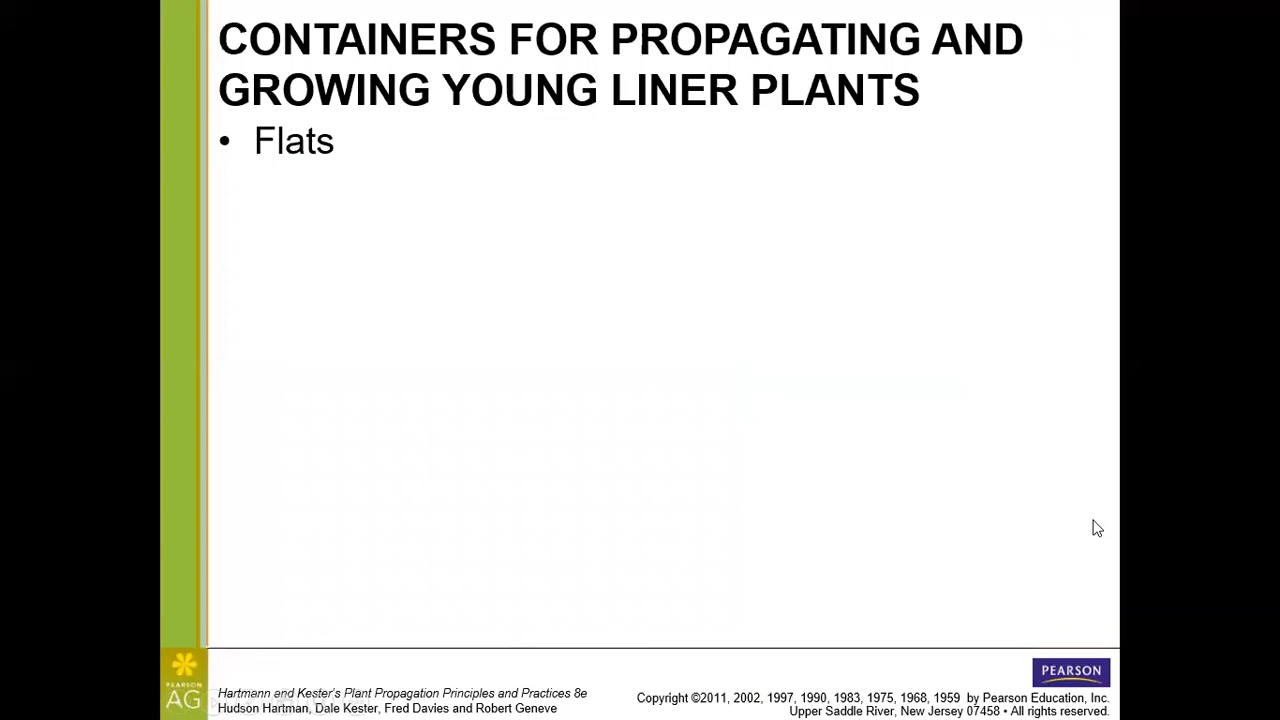 CONTAINERS FOR PROPAGATING AND
GROWING YOUNG LINER PLANTS
• Flats
PEARSON
AG
Hartmann and Kester's Plant Propagation Principles and Practices 8e
Hudson Hartman, Dale Kester, Fred Davies and Robert Geneve
PEARSON
Copyright ©2011, 2002, 1997, 1990, 1983, 1975, 1968, 1959 by Pearson Education, Inc.
Upper Saddle River, New Jersey 07458 • All rights reserved.